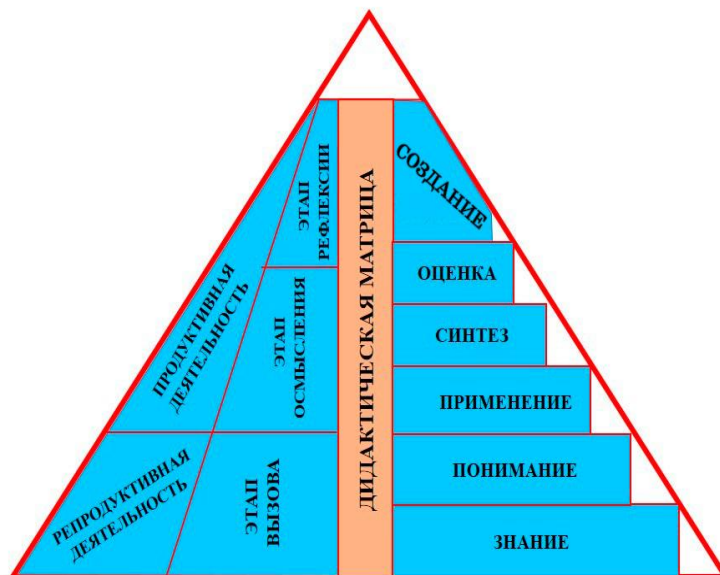 ПРОДУКТИВНАЯ
ДЕЯТЕЛЬНОСТЬ
РЕПРОДУКТИВНАЯ
ДЕЯТЕЛЬНОСТЬ
ЭТАП
РЕФЛЕКСИИ
ЭТАП
ОСМЫСЛЕНИЯ
ЭТАП
ВЫЗОВА
ДИДАКТИЧЕСКАЯ МАТРИЦА
СОЗДАНИЕ
ОЦЕНКА
СИНТЕЗ
ПРИМЕНЕНИЕ
ПОНИМАНИЕ
ЗНАНИЕ